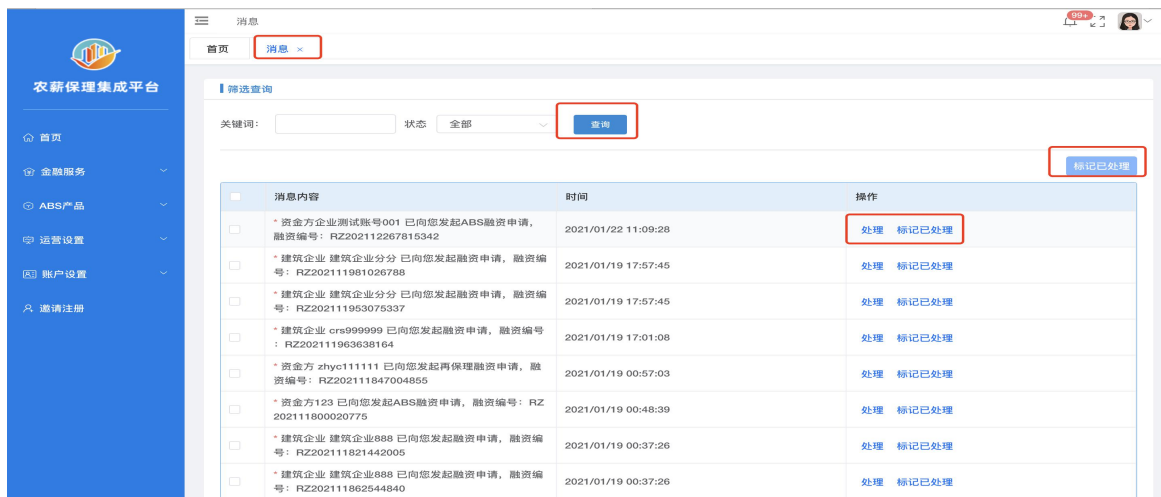 消息
99+
首页
消息 ×
农薪保理集成平台
首页
金融服务
ABS产品
运营设置
账户设置
邀请注册
筛选查询
关键词:
状态
全部
查询
标记已处理
消息内容
时间
操作
* 资金方企业测试账号001 已向您发起ABS融资申请,
融资编号: RZ202112267815342
2021/01/22 11:09:28
处理 标记已处理
* 建筑企业 建筑企业分分 已向您发起融资申请, 融资编
号: RZ202111981026788
2021/01/19 17:57:45
处理 标记已处理
* 建筑企业 建筑企业分分 已向您发起融资申请, 融资编
号: RZ202111953075337
2021/01/19 17:57:45
处理 标记已处理
* 建筑企业 crs999999 已向您发起融资申请, 融资编号
: RZ202111963638164
2021/01/19 17:01:08
处理 标记已处理
* 资金方 zhyc111111 已向您发起再保理融资申请, 融
资编号: RZ202111847004855
2021/01/19 00:57:03
处理 标记已处理
* 资金方123 已向您发起ABS融资申请, 融资编号: RZ
202111800020775
2021/01/19 00:48:39
处理 标记已处理
* 建筑企业 建筑企业888 已向您发起融资申请, 融资编
号: RZ202111821442005
2021/01/19 00:37:26
处理 标记已处理
* 建筑企业 建筑企业888 已向您发起融资申请, 融资编
号: RZ202111862544840
2021/01/19 00:37:26
处理 标记已处理